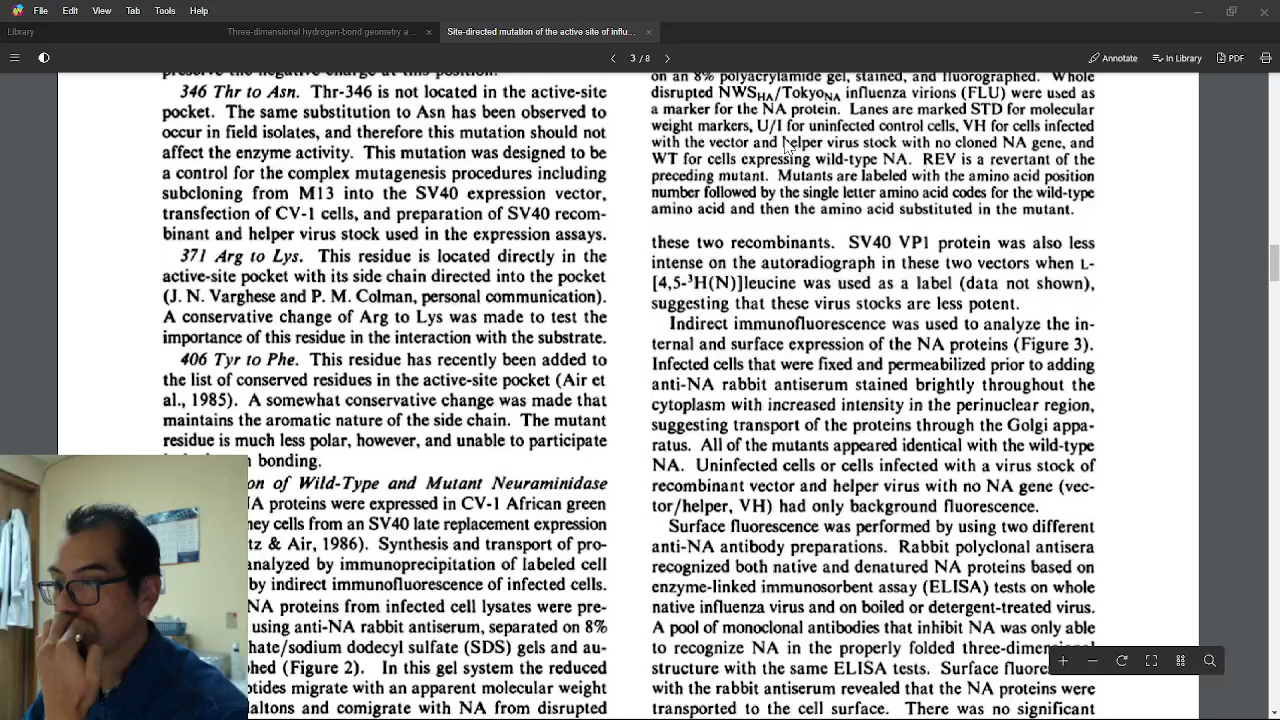 File Edit View Tools Help
Library
Three-dimensional hydrogen-bond geometry a...
Site-directed mutation of the active site of influ...
3 / 8
Annotate
In Library
PDF
preserve the negative charge at this position.
346 Thr to Asn. Thr-346 is not located in the active-site
pocket. The same substitution to Asn has been observed to
occur in field isolates, and therefore this mutation should not
affect the enzyme activity. This mutation was designed to be
a control for the complex mutagenesis procedures including
subcloning from M13 into the SV40 expression vector,
transfection of CV-1 cells, and preparation of SV40 recom-
binant and helper virus stock used in the expression assays.
371 Arg to Lys. This residue is located directly in the
active-site pocket with its side chain directed into the pocket
(J. N. Varghese and P. M. Colman, personal communication).
A conservative change of Arg to Lys was made to test the
importance of this residue in the interaction with the substrate.
406 Tyr to Phe. This residue has recently been added to
the list of conserved residues in the active-site pocket (Air et
al., 1985). A somewhat conservative change was made that
maintains the aromatic nature of the side chain. The mutant
residue is much less polar, however, and unable to participate
bonding.
on of Wild-Type and Mutant Neuraminidase
A proteins were expressed in CV-1 African green
ey cells from an SV40 late replacement expression
tz & Air, 1986). Synthesis and transport of pro-
analyzed by immunoprecipitation of labeled cell
by indirect immunofluorescence of infected cells.
NA proteins from infected cell lysates were pre-
using anti-NA rabbit antiserum, separated on 8%
hate/sodium dodecyl sulfate (SDS) gels and au-
hed (Figure 2). In this gel system the reduced
tides migrate with an apparent molecular weight
daltons and comigrate with NA from disrupted
on an 8% polyacrylamide gel, stained, and fluorographed. Whole
disrupted NWSHA/TokyoNA influenza virions (FLU) were used as
a marker for the NA protein. Lanes are marked STD for molecular
weight markers, U/I for uninfected control cells, VH for cells infected
with the vector and helper virus stock with no cloned NA gene, and
WT for cells expressing wild-type NA. REV is a revertant of the
preceding mutant. Mutants are labeled with the amino acid position
number followed by the single letter amino acid codes for the wild-type
amino acid and then the amino acid substituted in the mutant.
these two recombinants. SV40 VP1 protein was also less
intense on the autoradiograph in these two vectors when L-
[4,5-³H(N)]leucine was used as a label (data not shown),
suggesting that these virus stocks are less potent.
Indirect immunofluorescence was used to analyze the in-
ternal and surface expression of the NA proteins (Figure 3).
Infected cells that were fixed and permeabilized prior to adding
anti-NA rabbit antiserum stained brightly throughout the
cytoplasm with increased intensity in the perinuclear region,
suggesting transport of the proteins through the Golgi appa-
ratus. All of the mutants appeared identical with the wild-type
NA. Uninfected cells or cells infected with a virus stock of
recombinant vector and helper virus with no NA gene (vec-
tor/helper, VH) had only background fluorescence.
Surface fluorescence was performed by using two different
anti-NA antibody preparations. Rabbit polyclonal antisera
recognized both native and denatured NA proteins based on
enzyme-linked immunosorbent assay (ELISA) tests on whole
native influenza virus and on boiled or detergent-treated virus.
A pool of monoclonal antibodies that inhibit NA was only able
to recognize NA in the properly folded three-dimensional
structure with the same ELISA tests. Surface fluores
with the rabbit antiserum revealed that the NA proteins were
transported to the cell surface. There was no significant